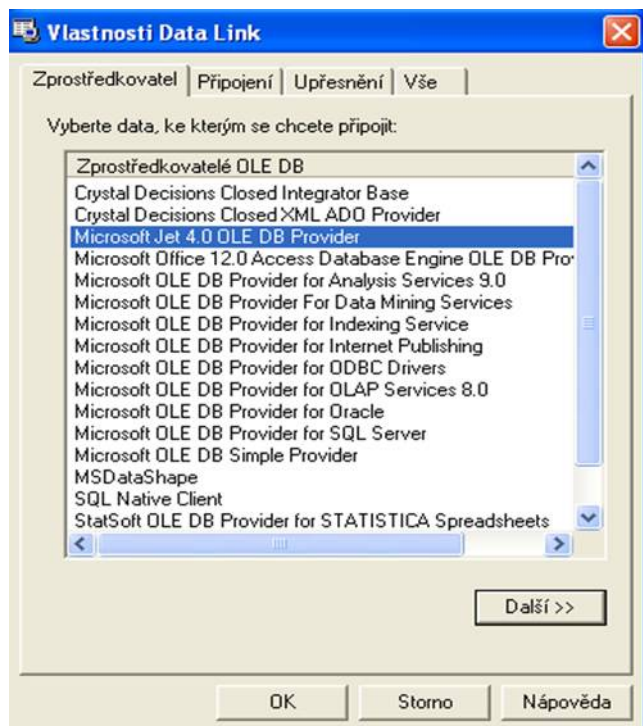 Vlastnosti Data Link
Zprostředkovatel Připojení Upřesnění Vše
Vyberte data, ke kterým se chcete připojit:
Zprostředkovatelé OLE DB
Crystal Decisions Closed Integrator Base
Crystal Decisions Closed XML ADO Provider
Microsoft Jet 4.0 OLE DB Provider
Microsoft Office 12.0 Access Database Engine OLE DB Pro
Microsoft OLE DB Provider for Analysis Services 9.0
Microsoft OLE DB Provider For Data Mining Services
Microsoft OLE DB Provider for Indexing Service
Microsoft OLE DB Provider for Internet Publishing
Microsoft OLE DB Provider for ODBC Drivers
Microsoft OLE DB Provider for OLAP Services 8.0
Microsoft OLE DB Provider for Oracle
Microsoft OLE DB Provider for SQL Server
Microsoft OLE DB Simple Provider
MSDataShape
SQL Native Client
StatSoft OLE DB Provider for STATISTICA Spreadsheets
Další >>
OK Storno Nápověda